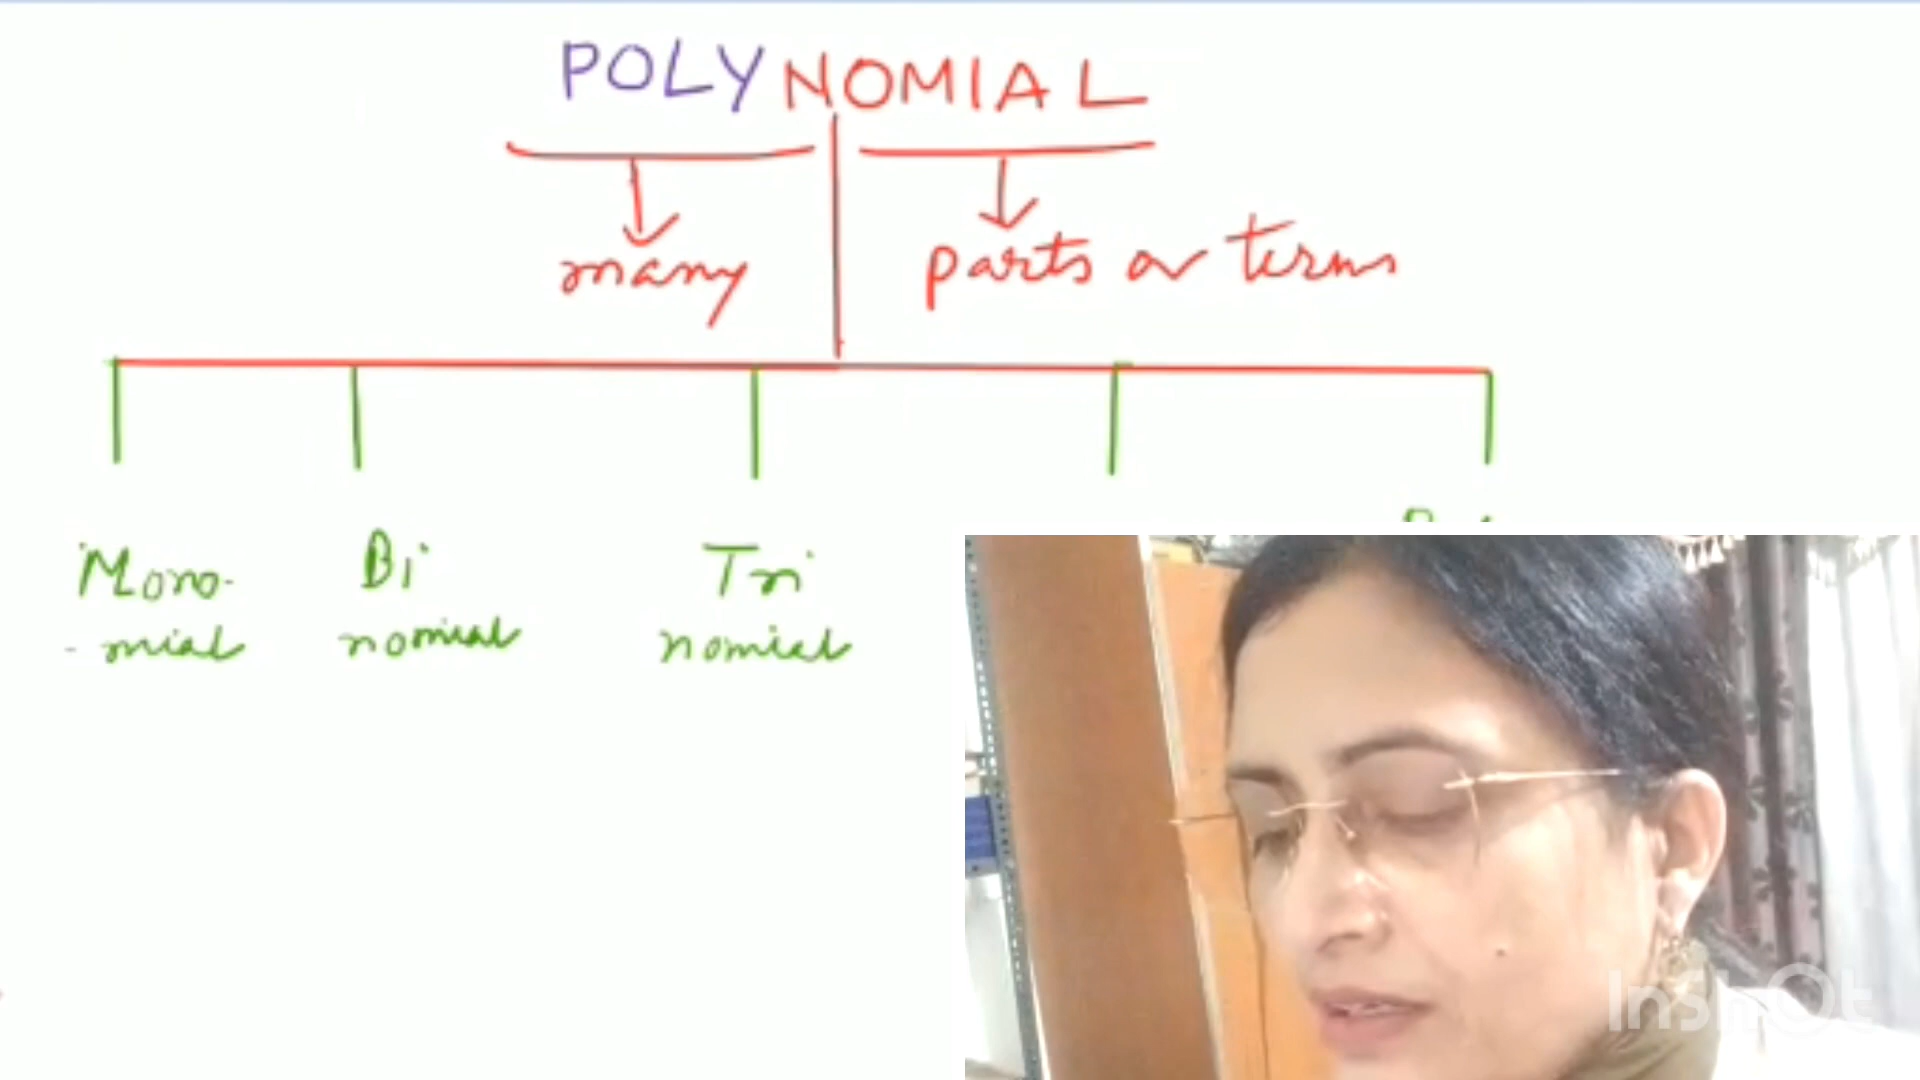 POLYNOMIAL
many parts or terms
Mono- Bi Tri
-mial nomial nomial
InShOt